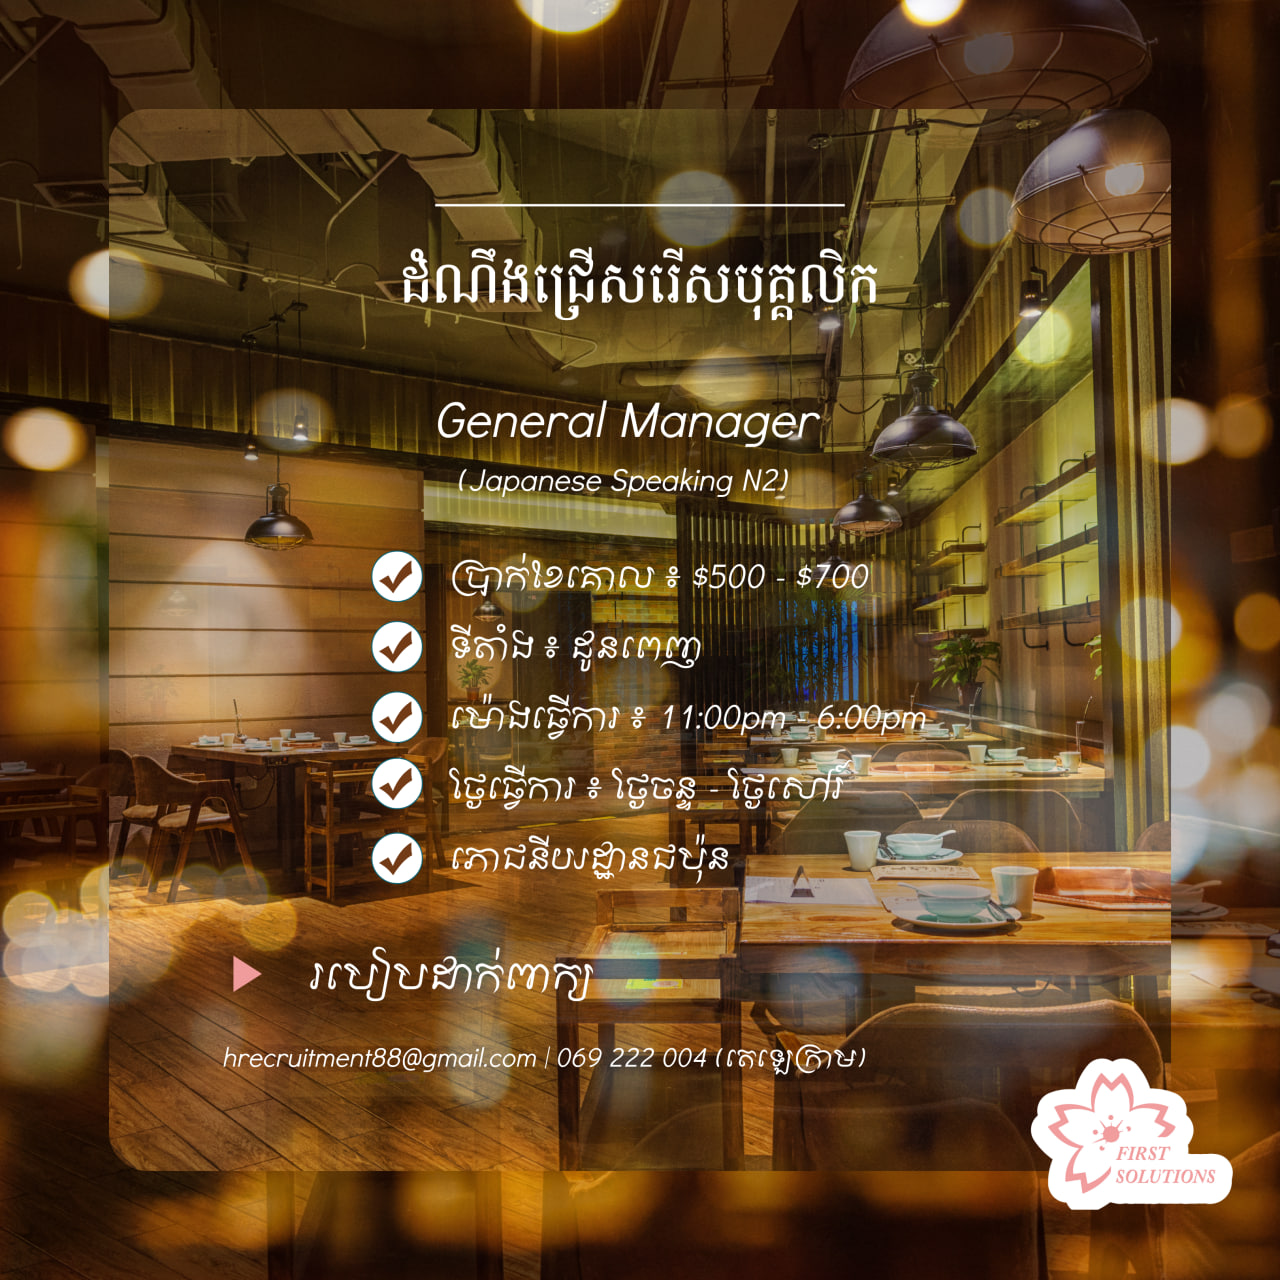 ដំណឹងជ្រើសរើសបុគ្គលិក
General Manager
(Japanese Speaking N2)
ប្រាក់ខែគោល ៖ $500 - $700
ទីតាំង ៖ ដូនពេញ
ម៉ោងធ្វើការ ៖ 11:00pm - 6:00pm
ថ្ងៃធ្វើការ ៖ ថ្ងៃចន្ទ - ថ្ងៃសៅរ៍
ភោជនីយដ្ឋានជប៉ុន
របៀបដាក់ពាក្យ
hrecruitment88@gmail.com | 069 222 004 (តេឡេក្រាម)
FIRST
SOLUTIONS